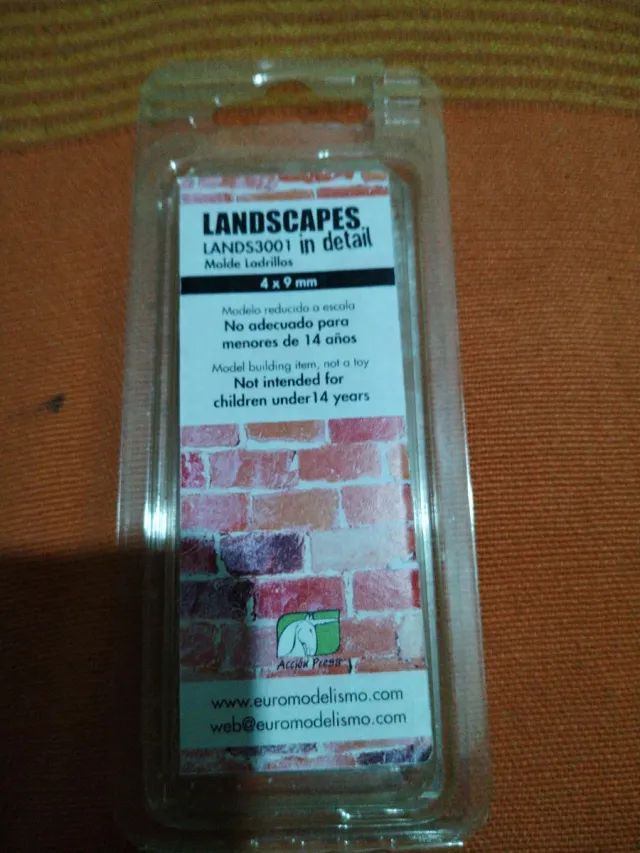 LANDSCAPES
LANDS3001 in detail
Molde Ladrillos
4 x 9 mm
Modelo reducido a escala
No adecuado para
menores de 14 años
Model building item, not a toy
Not intended for
children under14 years
Acción Press
www.euromodelismo.com
web@euromodelismo.com